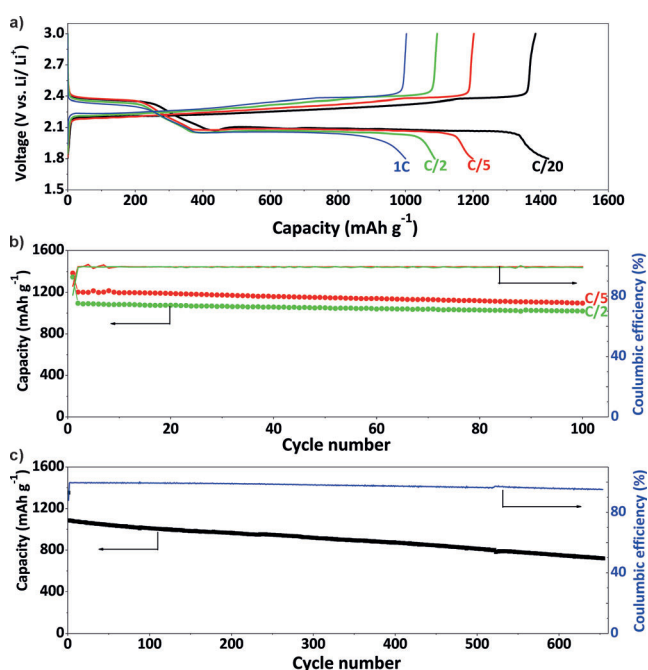 a)
3.0
2.7
2.4
2.1
1.8
1.5
Voltage (V vs. Li/ Li⁺)
1C
C/2
C/5
C/20
0 200 400 600 800 1000 1200 1400 1600
Capacity (mAh g⁻¹)
b)
1600
1200
800
400
0
Capacity (mAh g⁻¹)
C/5
C/2
80
40
0
Coulumbic efficiency (%)
0 20 40 60 80 100
Cycle number
c)
1600
1200
800
400
0
Capacity (mAh g⁻¹)
80
40
0
Coulumbic efficiency (%)
0 100 200 300 400 500 600
Cycle number